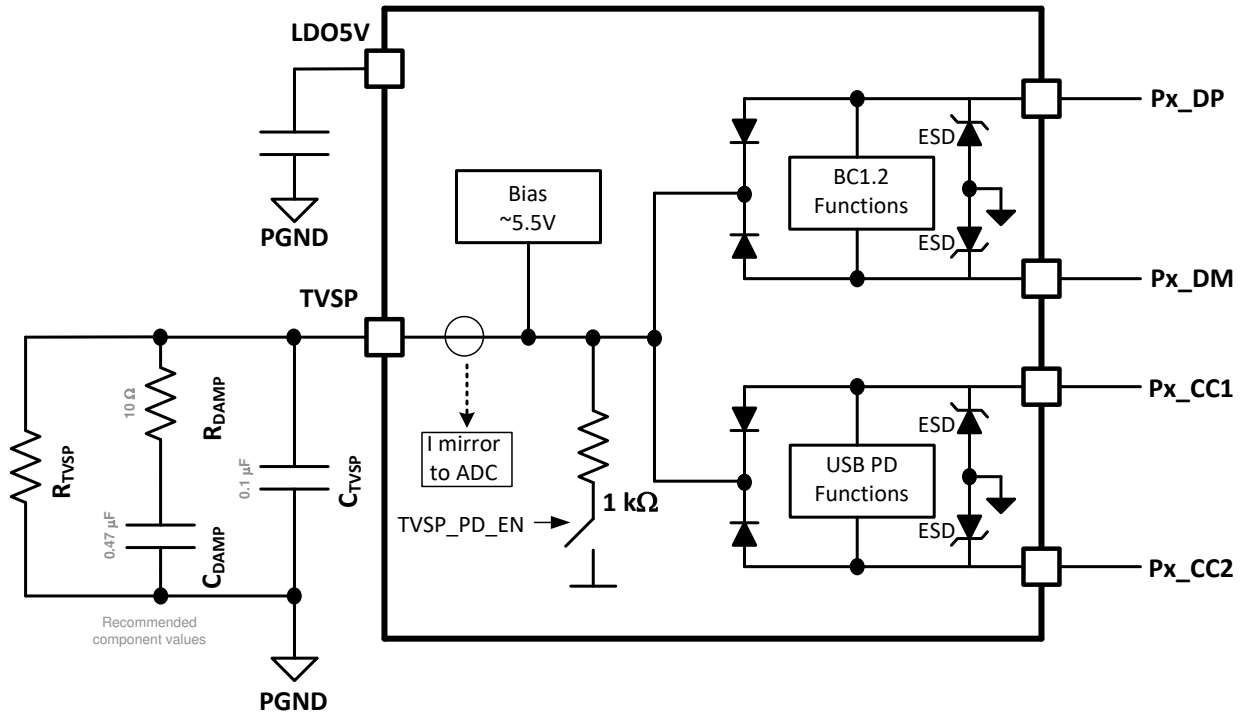 LDO5V
PGND
Bias
~5.5V
TVSP
I mirror
to ADC
1 kΩ
TVSP_PD_EN
RTVSP
10 Ω
RDAMP
0.47 µF
CDAMP
0.1 µF
CTVSP
Recommended
component values
PGND
BC1.2
Functions
ESD
ESD
Px_DP
Px_DM
USB PD
Functions
ESD
ESD
Px_CC1
Px_CC2